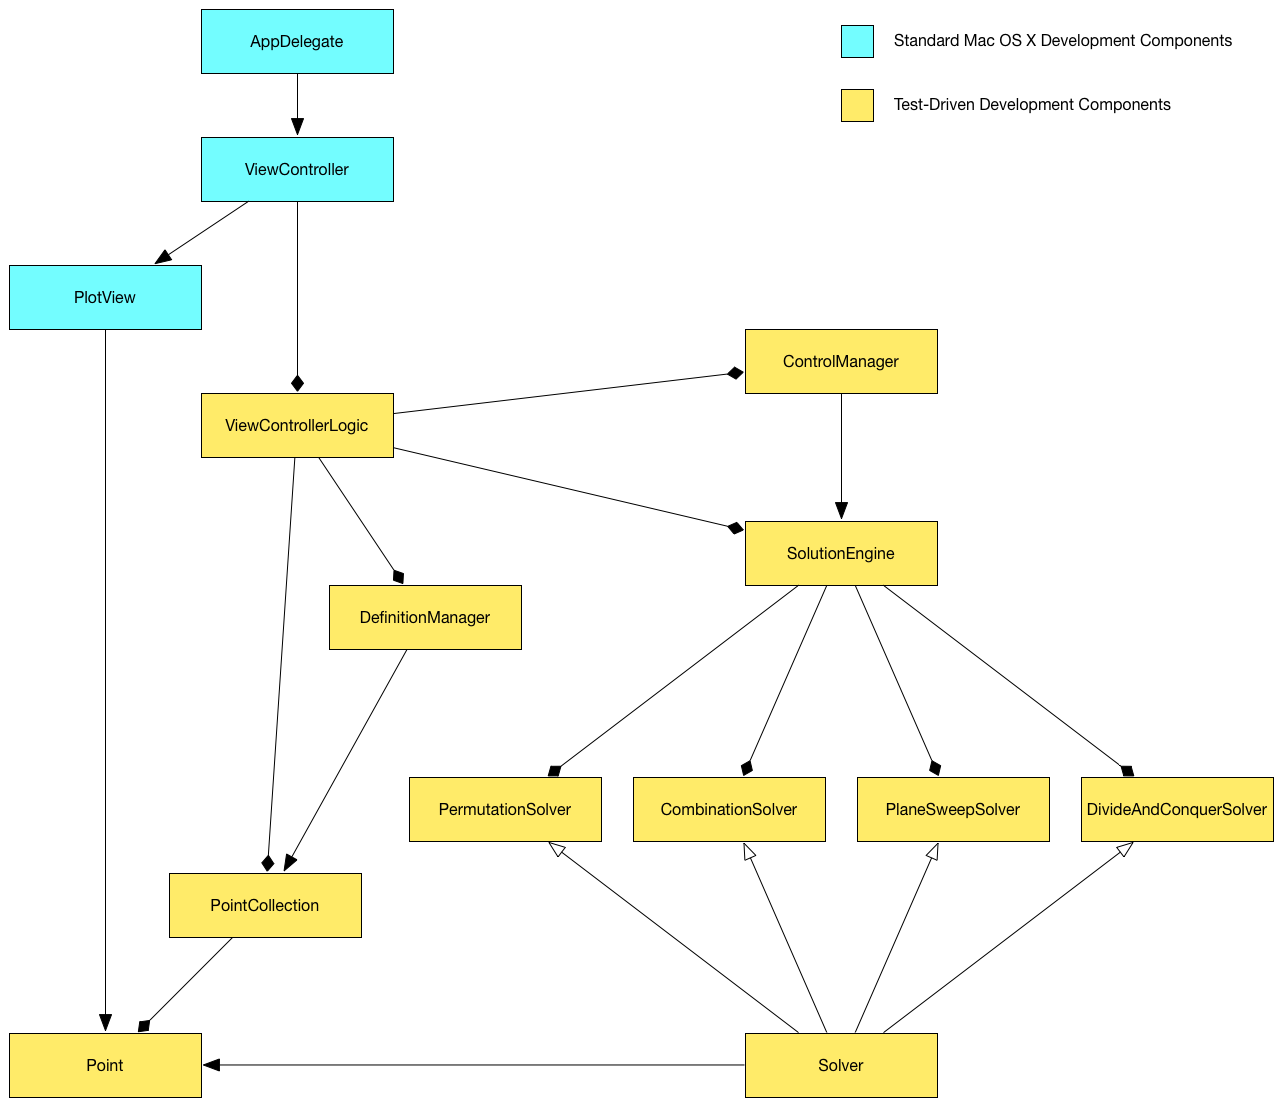 AppDelegate
Standard Mac OS X Development Components
Test-Driven Development Components
ViewController
PlotView
ControlManager
ViewControllerLogic
SolutionEngine
DefinitionManager
PermutationSolver
CombinationSolver
PlaneSweepSolver
DivideAndConquerSolver
PointCollection
Point
Solver